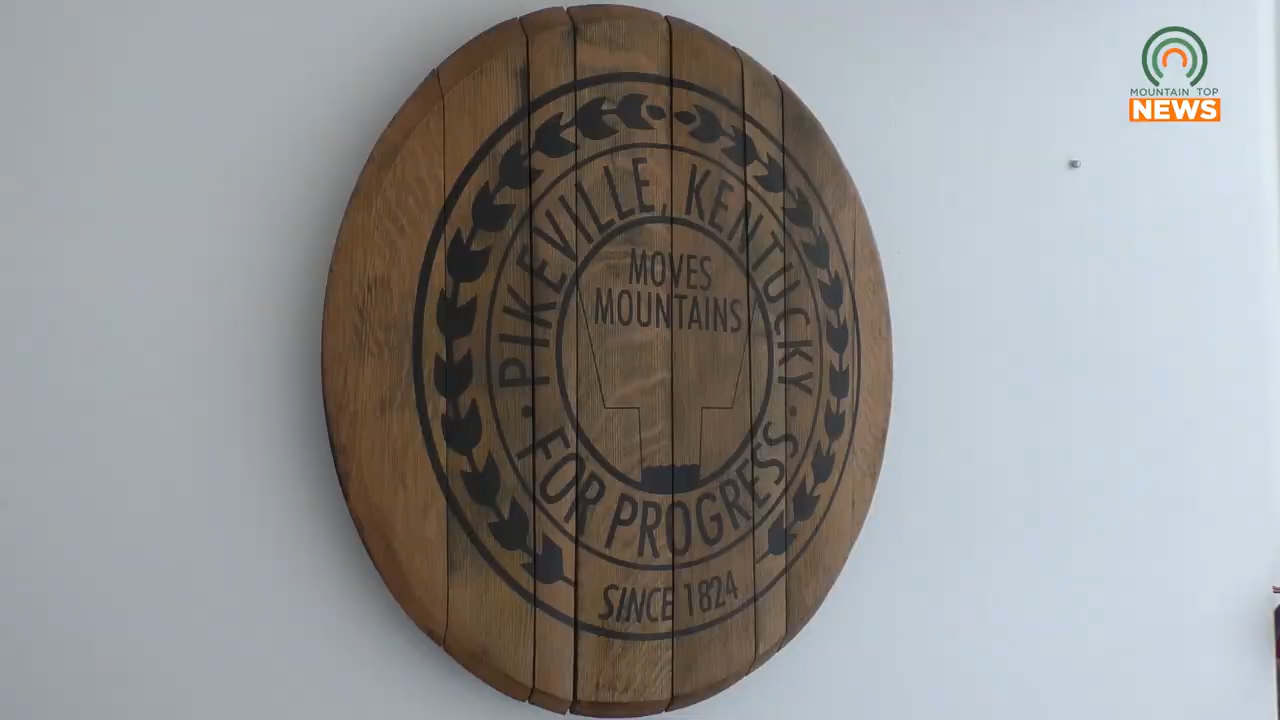 MOUNTAIN TOP
NEWS
PIKEVILLE, KENTUCKY
MOVES
MOUNTAINS
FOR PROGRESS
SINCE 1824